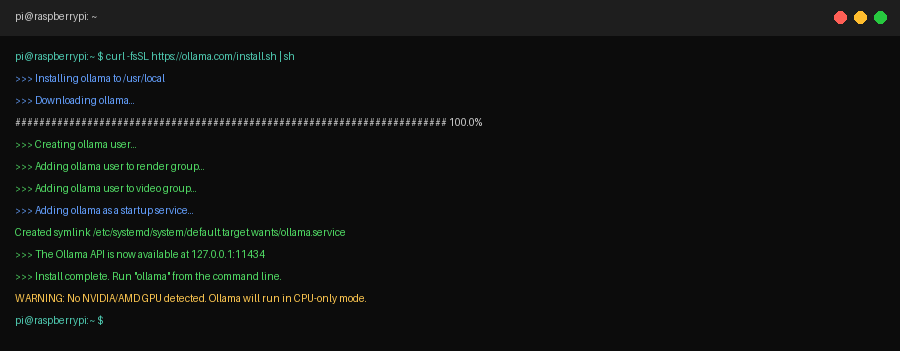 pi@raspberrypi: ~
pi@raspberrypi:~ $ curl -fsSL https://ollama.com/install.sh | sh
>>> Installing ollama to /usr/local
>>> Downloading ollama...
######################################################################## 100.0%
>>> Creating ollama user...
>>> Adding ollama user to render group...
>>> Adding ollama user to video group...
>>> Adding ollama as a startup service...
Created symlink /etc/systemd/system/default.target.wants/ollama.service
>>> The Ollama API is now available at 127.0.0.1:11434
>>> Install complete. Run "ollama" from the command line.
WARNING: No NVIDIA/AMD GPU detected. Ollama will run in CPU-only mode.
pi@raspberrypi:~ $